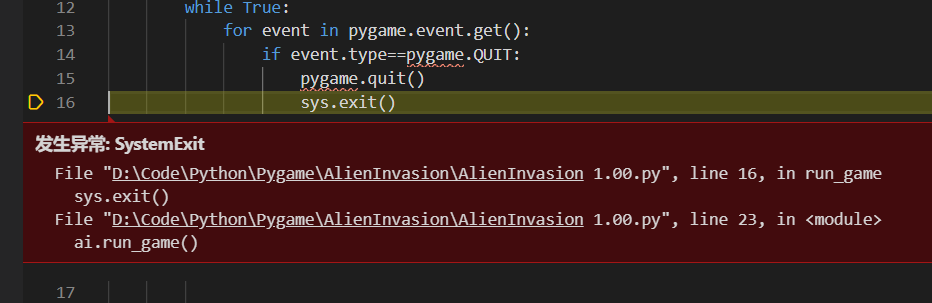 12 while True:
13 for event in pygame.event.get():
14 if event.type==pygame.QUIT:
15 pygame.quit()
16 sys.exit()
发生异常: SystemExit
File "D:\Code\Python\Pygame\AlienInvasion\AlienInvasion 1.00.py", line 16, in run_game
sys.exit()
File "D:\Code\Python\Pygame\AlienInvasion\AlienInvasion 1.00.py", line 23, in <module>
ai.run_game()
17